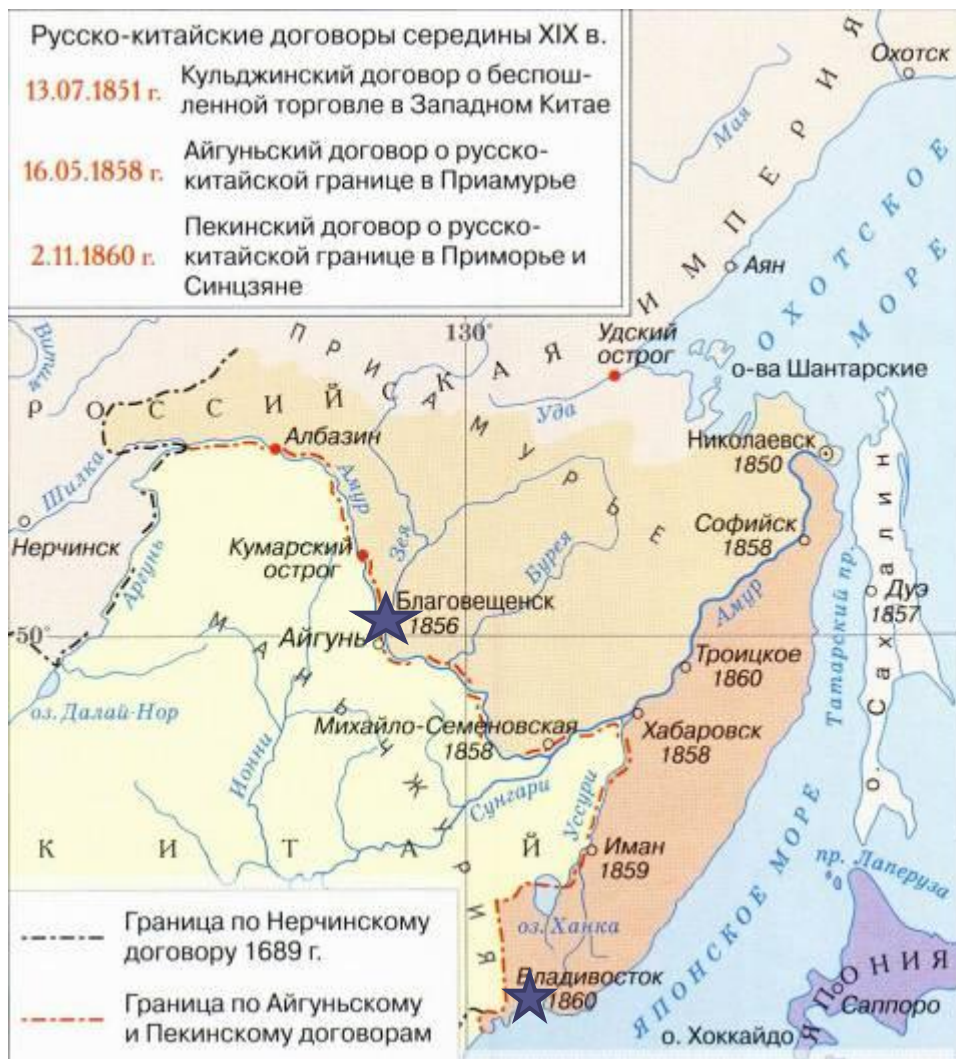 Русско-китайские договоры середины XIX в.
13.07.1851 г.
Кульджинский договор о беспош-
ленной торговле в Западном Китае
16.05.1858 г.
Айгуньский договор о русско-
китайской границе в Приамурье
2.11.1860 г.
Пекинский договор о русско-
китайской границе в Приморье и
Синцзяне
Охотск
Мая
Аян
ОХОТСКОЕ
МОРЕ
РОССИЙСКАЯ ИМПЕРИЯ
130°
Удский
острог
о-ва Шантарские
Уда
ПРИАМУРЬЕ
Албазин
Шилка
Амур
Николаевск
1850
Нерчинск
Аргунь
Кумарский
острог
Зея
Бурея
Софийск
1858
Амур
Татарский пр.
о. Сахалин
Дуэ
1857
Благовещенск
1856
50°
Айгунь
МАНЬЧЖУРИЯ
Троицкое
1860
оз. Далай-Нор
Нонни
Михайло-Семеновская
1858
Хабаровск
1858
Сунгари
Уссури
КИТАЙ
Иман
1859
пр. Лаперуза
оз. Ханка
ЯПОНСКОЕ МОРЕ
Владивосток
1860
ЯПОНИЯ
Саппоро
о. Хоккайдо
Граница по Нерчинскому
договору 1689 г.
Граница по Айгуньскому
и Пекинскому договорам